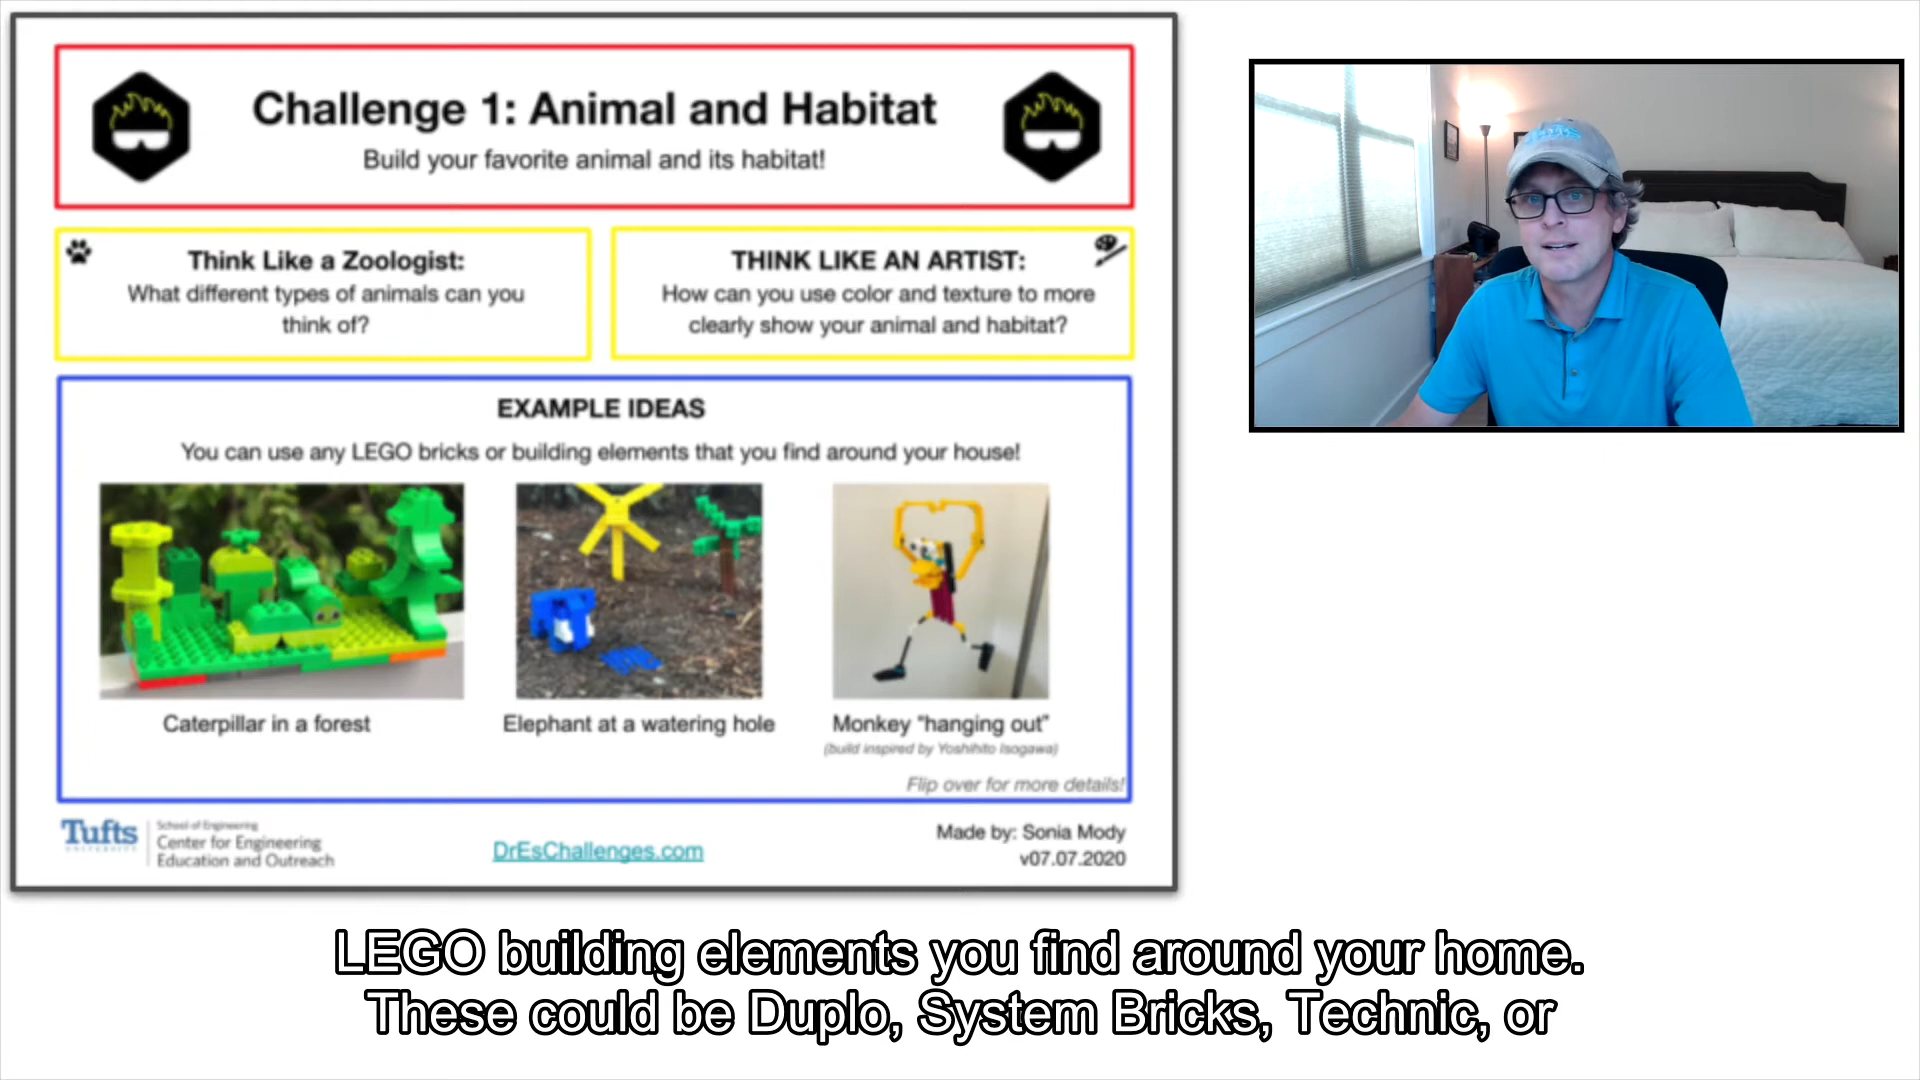 Challenge 1: Animal and Habitat
Build your favorite animal and its habitat!
Think Like a Zoologist:
What different types of animals can you
think of?
THINK LIKE AN ARTIST:
How can you use color and texture to more
clearly show your animal and habitat?
EXAMPLE IDEAS
You can use any LEGO bricks or building elements that you find around your house!
Caterpillar in a forest
Elephant at a watering hole
Monkey “hanging out”
(build inspired by Yoshihito Isogawa)
Flip over for more details!
Tufts
UNIVERSITY
School of Engineering
Center for Engineering
Education and Outreach
DrEsChallenges.com
Made by: Sonia Mody
v07.07.2020
LEGO building elements you find around your home.
These could be Duplo, System Bricks, Technic, or